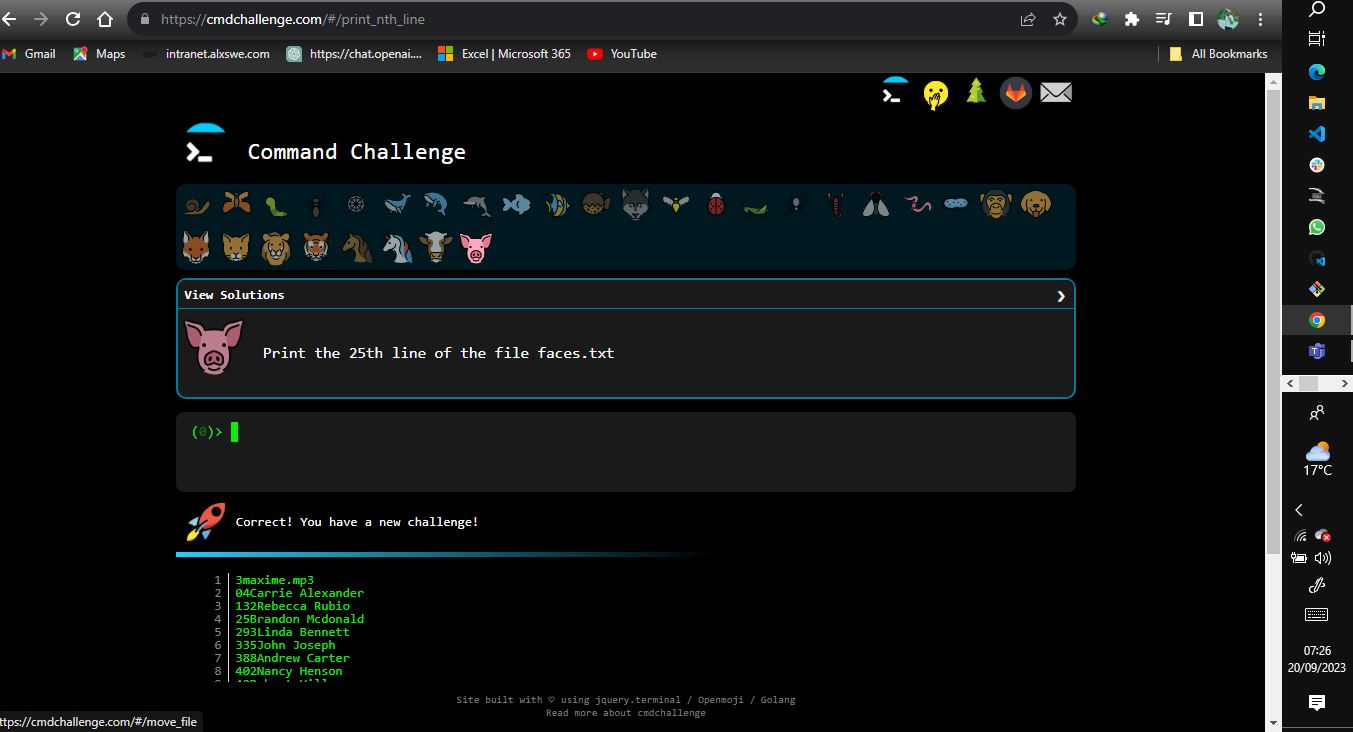 https://cmdchallenge.com/#/print_nth_line
Gmail Maps intranet.alxswe.com https://chat.openai.... Excel | Microsoft 365 YouTube All Bookmarks
Command Challenge
View Solutions
Print the 25th line of the file faces.txt
(0)>
Correct! You have a new challenge!
1 3maxime.mp3
2 04Carrie Alexander
3 132Rebecca Rubio
4 25Brandon Mcdonald
5 293Linda Bennett
6 335John Joseph
7 388Andrew Carter
8 402Nancy Henson
Site built with ♡ using jquery.terminal / Openmoji / Golang
Read more about cmdchallenge
ttps://cmdchallenge.com/#/move_file
17°C
07:26
20/09/2023